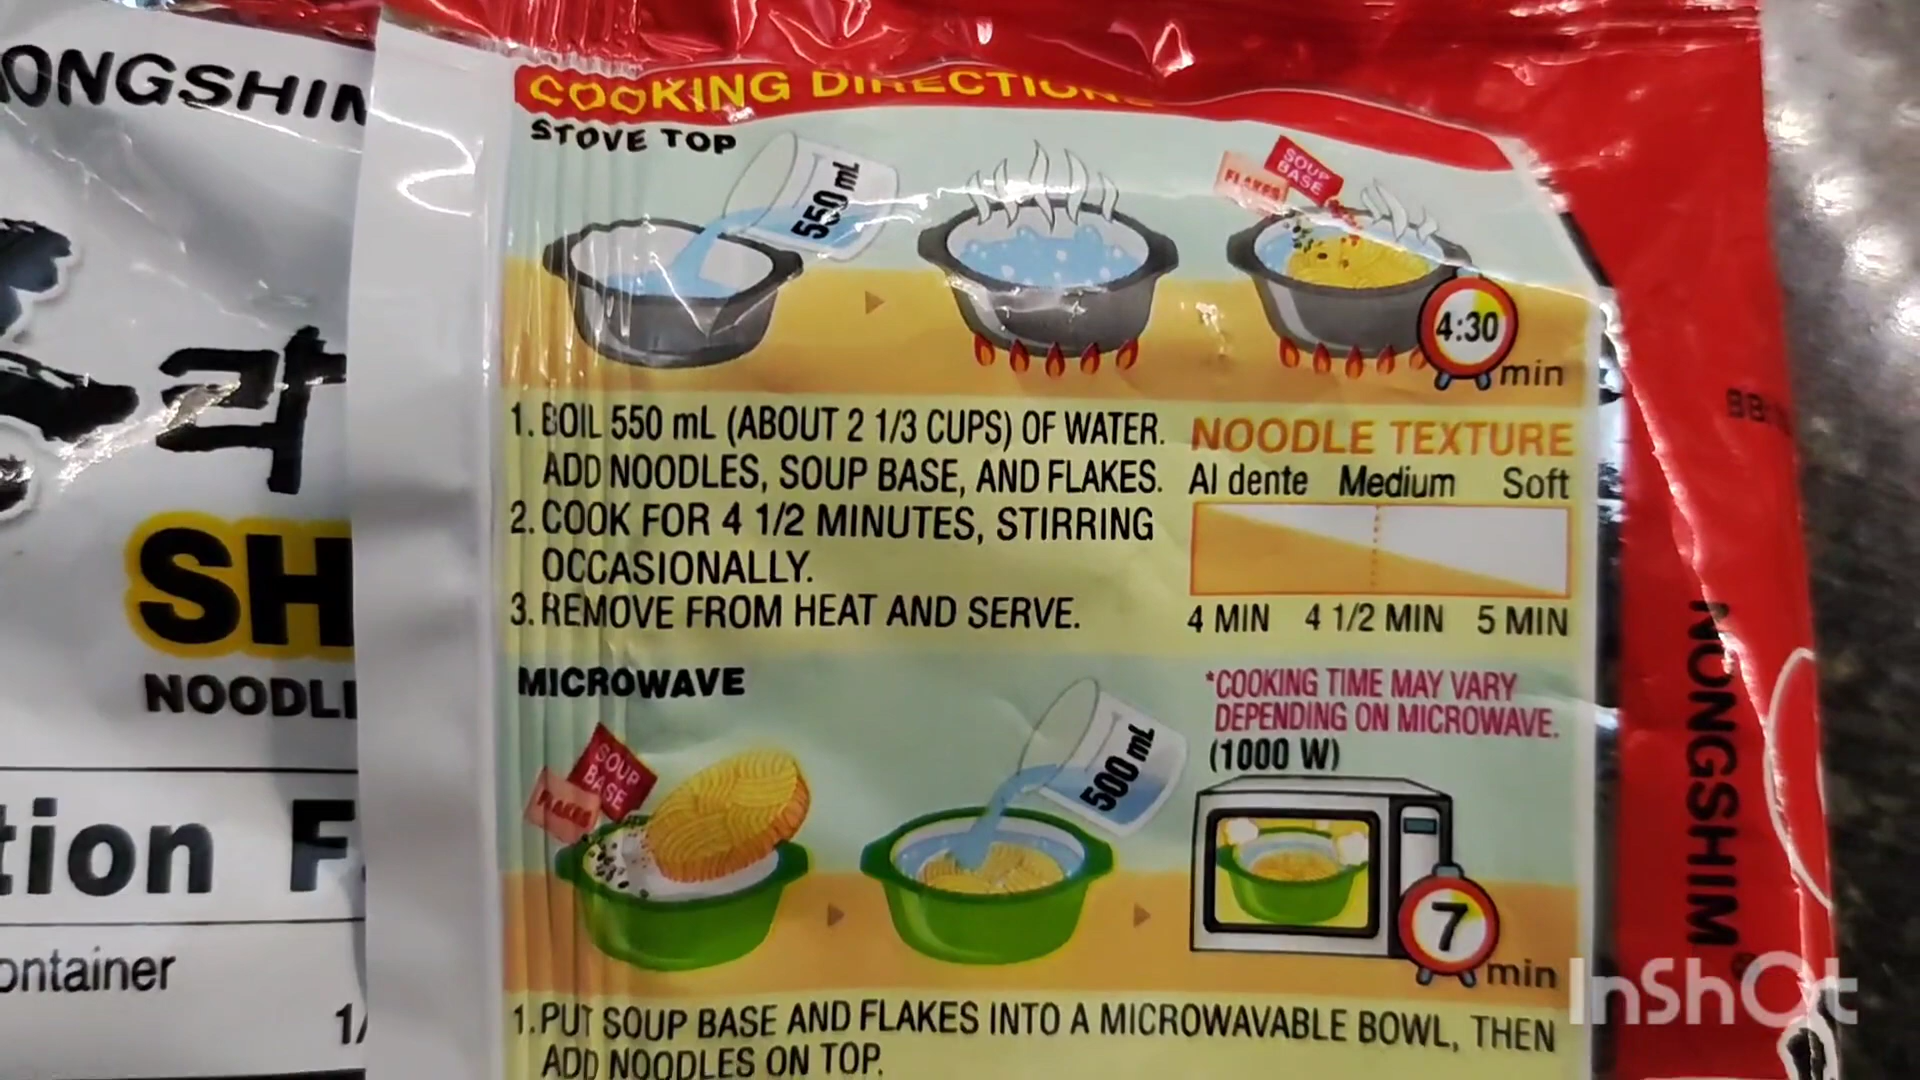 COOKING DIRECTIONS
STOVE TOP
550 mL
FLAKES
SOUP BASE
4:30
min
1. BOIL 550 mL (ABOUT 2 1/3 CUPS) OF WATER.
ADD NOODLES, SOUP BASE, AND FLAKES.
2. COOK FOR 4 1/2 MINUTES, STIRRING
OCCASIONALLY.
3. REMOVE FROM HEAT AND SERVE.
NOODLE TEXTURE
Al dente Medium Soft
4 MIN 4 1/2 MIN 5 MIN
MICROWAVE
SOUP BASE
FLAKES
500 mL
*COOKING TIME MAY VARY
DEPENDING ON MICROWAVE.
(1000 W)
7
min
1. PUT SOUP BASE AND FLAKES INTO A MICROWAVABLE BOWL, THEN
ADD NOODLES ON TOP.
ONGSHIM
라
SH
NOODL
tion F
ontainer
1/
NONGSHIM
InShOt